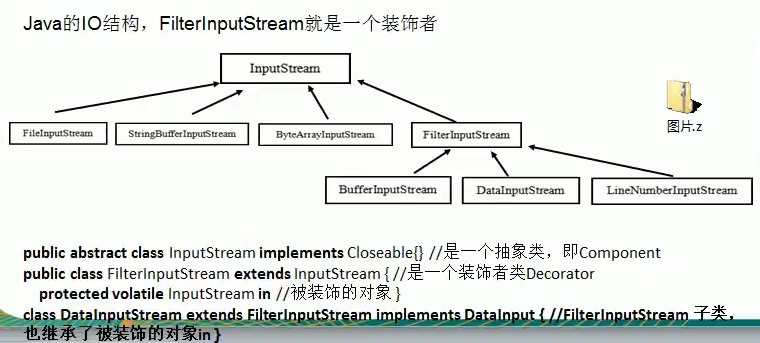 Java的IO结构，FilterInputStream就是一个装饰者
InputStream
FileInputStream
StringBufferInputStream
ByteArrayInputStream
FilterInputStream
图片.z
BufferInputStream
DataInputStream
LineNumberInputStream
public abstract class InputStream implements Closeable{} //是一个抽象类，即Component
public class FilterInputStream extends InputStream { //是一个装饰者类Decorator
protected volatile InputStream in //被装饰的对象 }
class DataInputStream extends FilterInputStream implements DataInput { //FilterInputStream 子类，
也继承了被装饰的对象in }